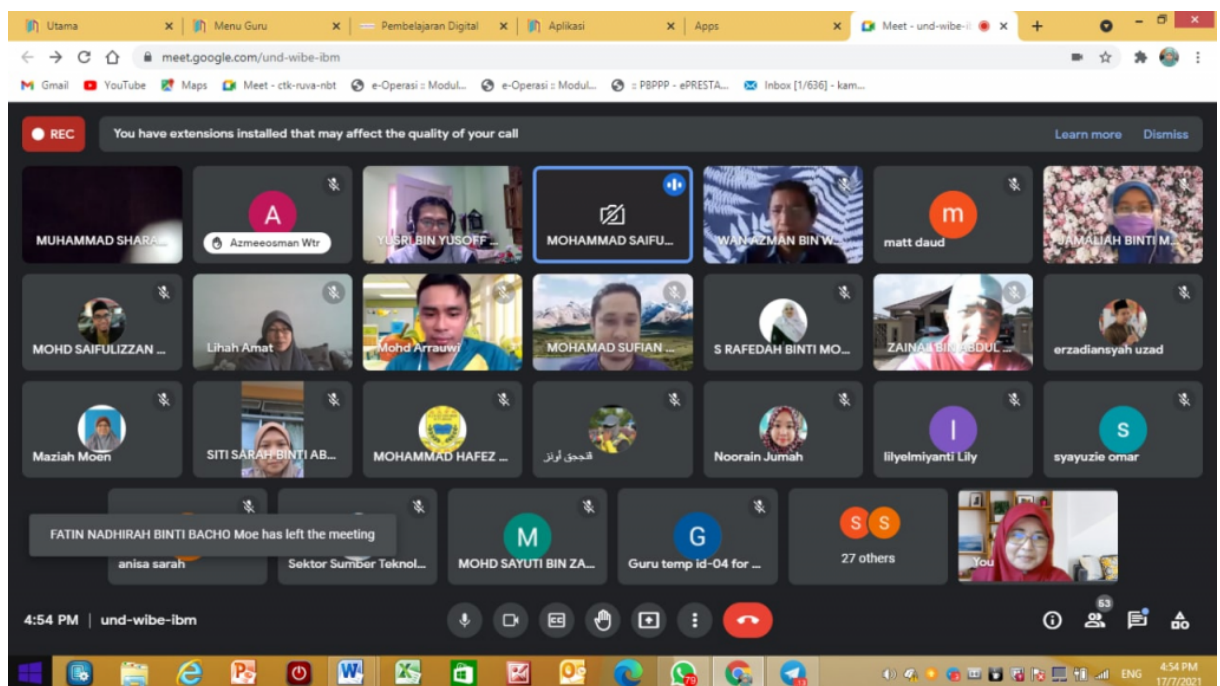 Utama
Menu Guru
Pembelajaran Digital
Aplikasi
Apps
Meet - und-wibe-i
meet.google.com/und-wibe-ibm
Gmail
YouTube
Maps
Meet - ctk-ruva-nbt
e-Operasi :: Modul...
e-Operasi :: Modul...
:: PBPPP - ePRESTA...
Inbox [1/636] - kam...
REC
You have extensions installed that may affect the quality of your call
Learn more
Dismiss
MUHAMMAD SHARA...
A
Azmeeosman Wtr
YUSRI BIN YUSOFF ...
MOHAMMAD SAIFU...
WAN AZMAN BIN W...
m
matt daud
JAMALIAH BINTI M...
MOHD SAIFULIZZAN ...
Lihah Amat
Mohd Arrauwi
MOHAMAD SUFIAN ...
S RAFEDAH BINTI MO...
ZAINAL BIN ABDUL ...
erzadiansyah uzad
Maziah Moen
SITI SARAH BINTI AB...
MOHAMMAD HAFEZ ...
Noorain Jumah
l
lilyelmiyanti Lily
s
syayuzie omar
FATIN NADHIRAH BINTI BACHO Moe has left the meeting
anisa sarah
Sektor Sumber Teknol...
M
MOHD SAYUTI BIN ZA...
G
Guru temp id-04 for ...
S S
27 others
You
4:54 PM | und-wibe-ibm
CC
53
79
ENG
4:54 PM
17/7/2021